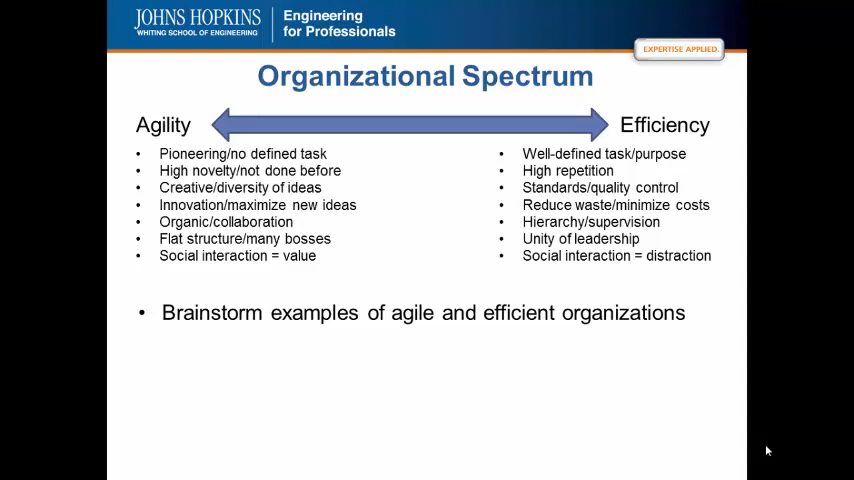 JOHNS HOPKINS
WHITING SCHOOL OF ENGINEERING
Engineering
for Professionals
EXPERTISE APPLIED.
Organizational Spectrum
Agility
Efficiency
• Pioneering/no defined task
• High novelty/not done before
• Creative/diversity of ideas
• Innovation/maximize new ideas
• Organic/collaboration
• Flat structure/many bosses
• Social interaction = value
• Well-defined task/purpose
• High repetition
• Standards/quality control
• Reduce waste/minimize costs
• Hierarchy/supervision
• Unity of leadership
• Social interaction = distraction
• Brainstorm examples of agile and efficient organizations